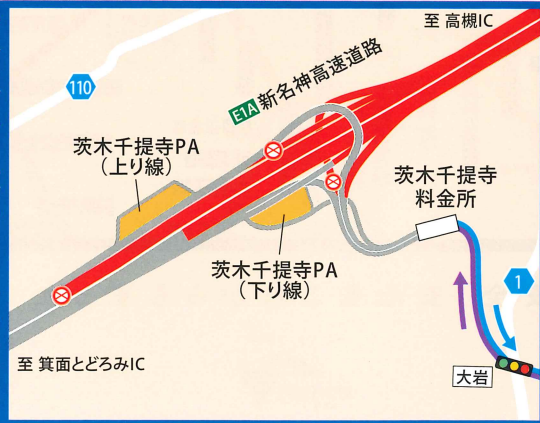 至 高槻IC
110
E1A 新名神高速道路
茨木千提寺PA
（上り線）
茨木千提寺
料金所
茨木千提寺PA
（下り線）
1
至 箕面とどろみIC
大岩